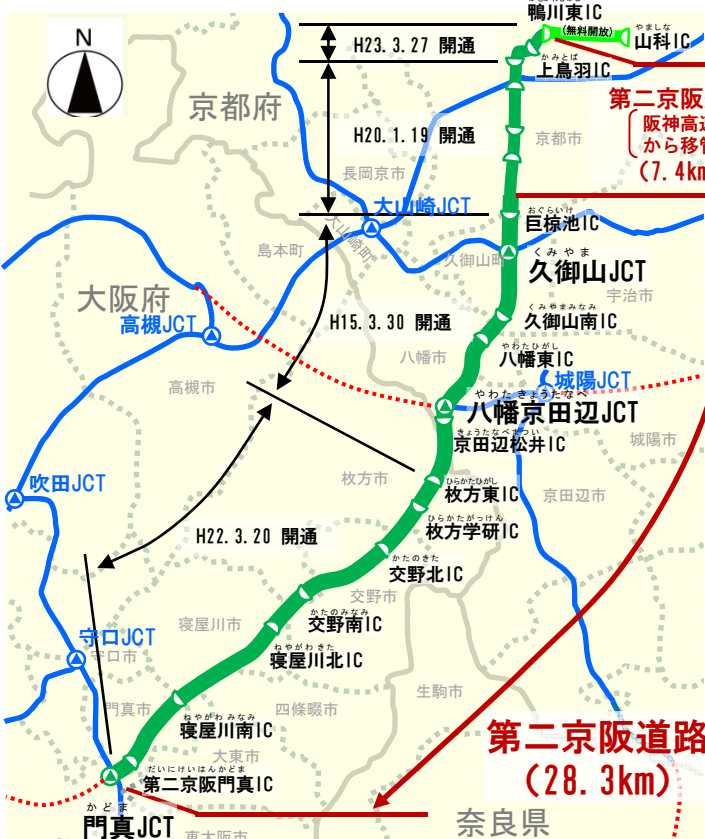 鴨川東IC
(無料開放)
やましな
山科IC
N
H23.3.27 開通
かみとば
上鳥羽IC
京都府
第二京阪
阪神高速
から移管
(7.4km
H20.1.19 開通
京都市
長岡京市
大山崎JCT
大山崎町
おぐらいけ
巨椋池IC
島本町
久御山町
くみやま
久御山JCT
宇治市
大阪府
高槻JCT
H15.3.30 開通
くみやまみなみ
久御山南IC
八幡市
やわたひがし
八幡東IC
城陽JCT
高槻市
やわたきょうたなべ
八幡京田辺JCT
きょうたなべまつい
京田辺松井IC
城陽市
枚方市
吹田JCT
ひらかたひがし
枚方東IC
京田辺市
ひらかたがっけん
枚方学研IC
H22.3.20 開通
かたのきた
交野北IC
交野市
かたのみなみ
交野南IC
寝屋川市
守口JCT
守口市
ねやがわきた
寝屋川北IC
生駒市
門真市
四條畷市
ねやがわみなみ
寝屋川南IC
第二京阪道路
(28.3km)
大東市
だいにけいはんかどま
第二京阪門真IC
かどま
門真JCT
東大阪市
奈良県